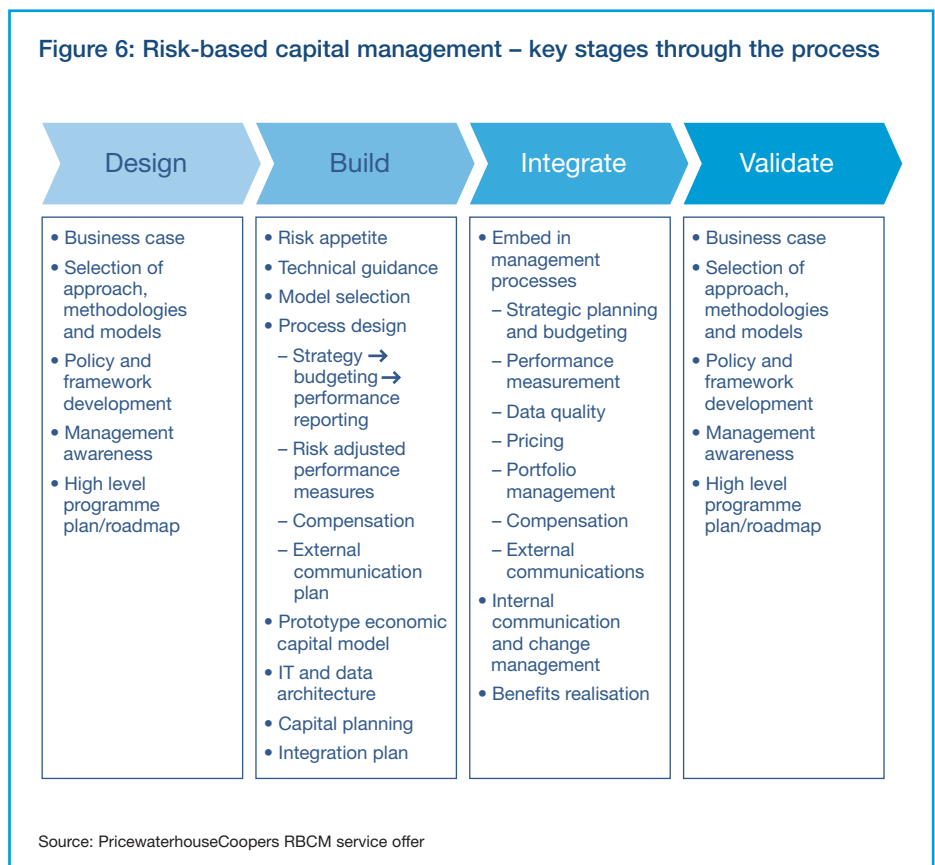 Figure 6: Risk-based capital management – key stages through the process
Design
• Business case
• Selection of
approach,
methodologies
and models
• Policy and
framework
development
• Management
awareness
• High level
programme
plan/roadmap
Build
• Risk appetite
• Technical guidance
• Model selection
• Process design
– Strategy →
budgeting →
performance
reporting
– Risk adjusted
performance
measures
– Compensation
– External
communication
plan
• Prototype economic
capital model
• IT and data
architecture
• Capital planning
• Integration plan
Integrate
• Embed in
management
processes
– Strategic planning
and budgeting
– Performance
measurement
– Data quality
– Pricing
– Portfolio
management
– Compensation
– External
communications
• Internal
communication
and change
management
• Benefits realisation
Validate
• Business case
• Selection of
approach,
methodologies
and models
• Policy and
framework
development
• Management
awareness
• High level
programme
plan/roadmap
Source: PricewaterhouseCoopers RBCM service offer